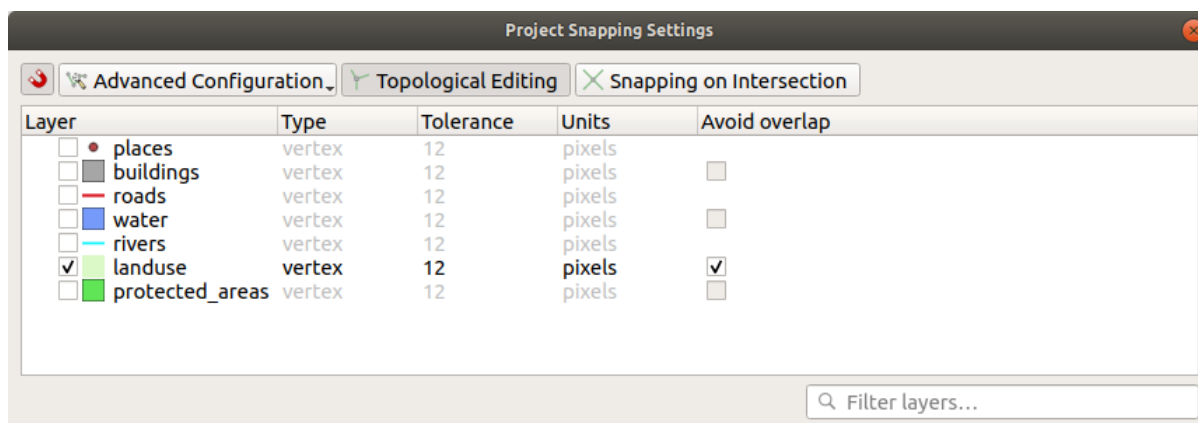 Project Snapping Settings
Advanced Configuration Topological Editing Snapping on Intersection
Layer Type Tolerance Units Avoid overlap
places vertex 12 pixels
buildings vertex 12 pixels
roads vertex 12 pixels
water vertex 12 pixels
rivers vertex 12 pixels
landuse vertex 12 pixels
protected_areas vertex 12 pixels
Filter layers...